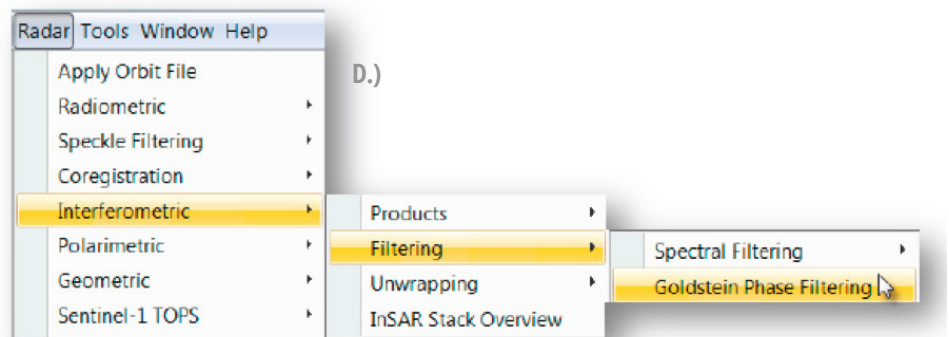 Radar Tools Window Help
D.)
Apply Orbit File
Radiometric
Speckle Filtering
Coregistration
Interferometric
Polarimetric
Geometric
Sentinel-1 TOPS
Products
Filtering
Unwrapping
InSAR Stack Overview
Spectral Filtering
Goldstein Phase Filtering